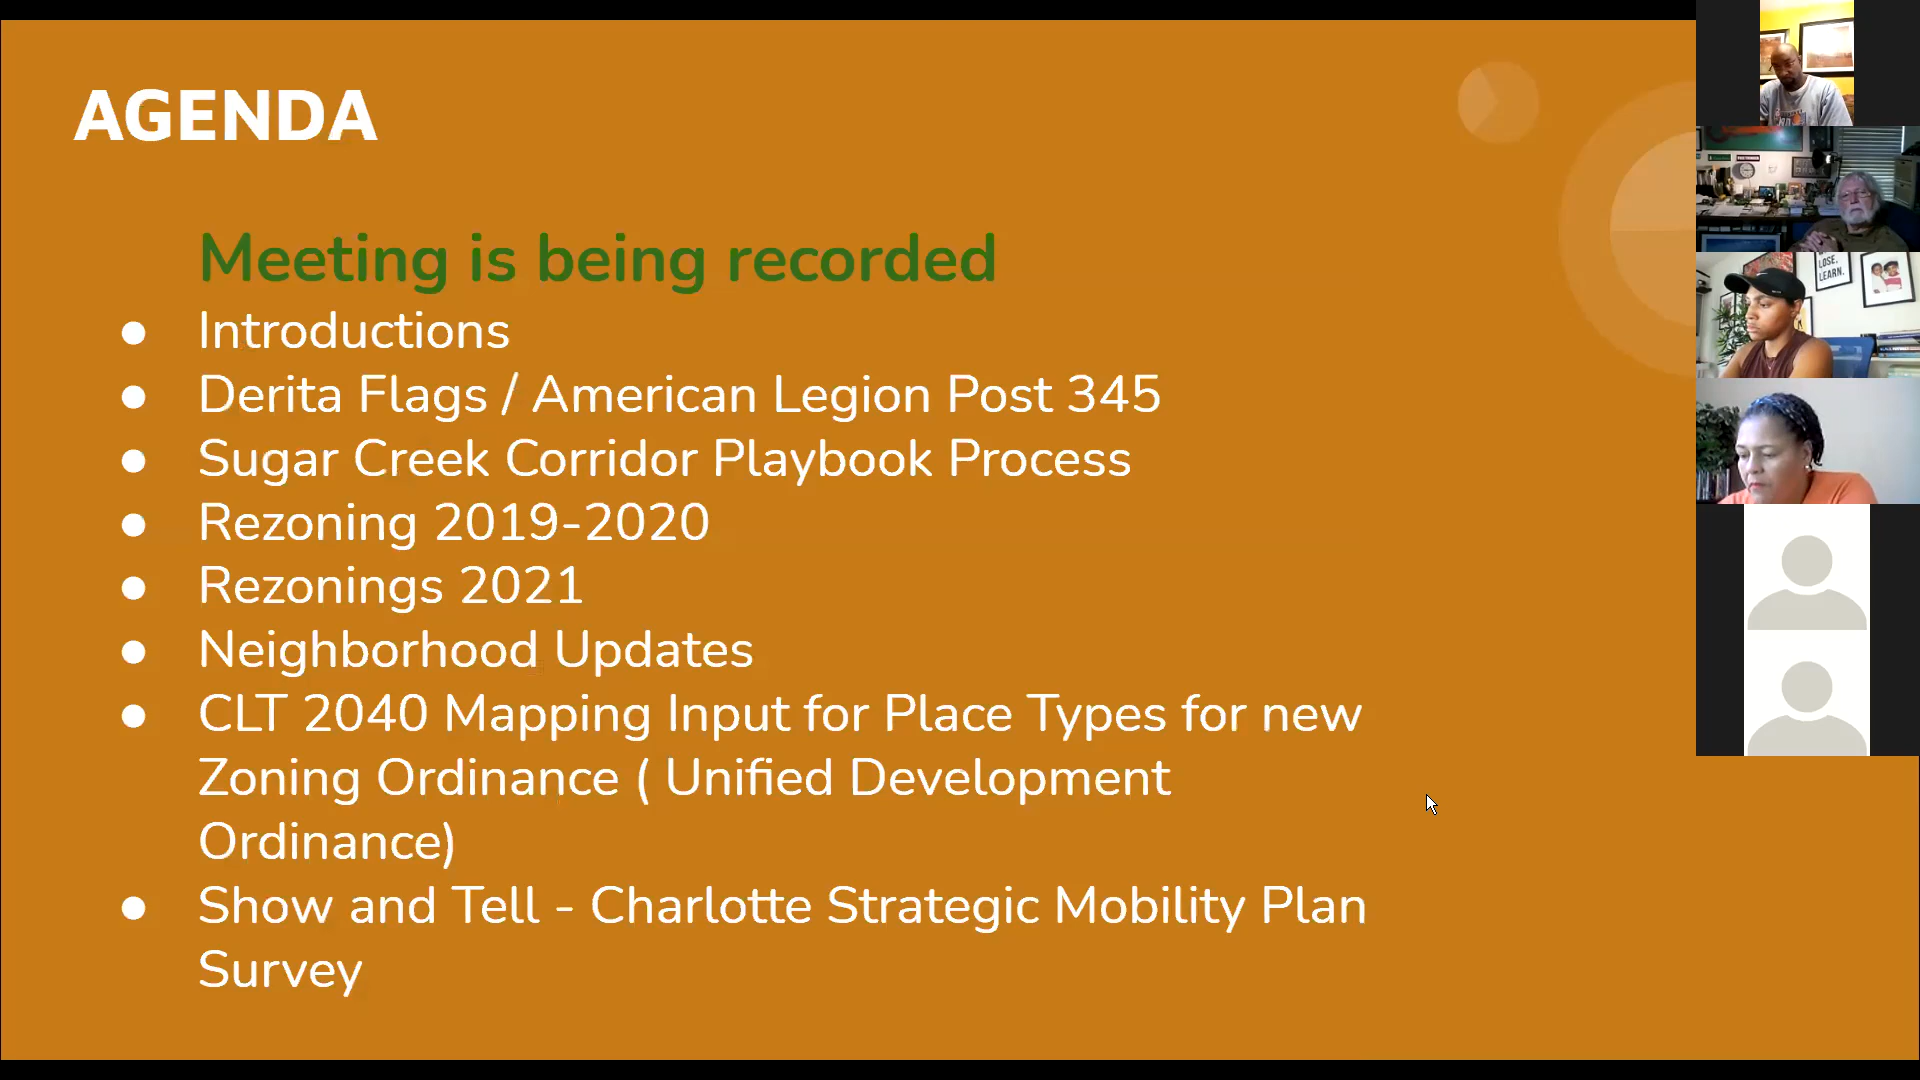 AGENDA
Meeting is being recorded
● Introductions
● Derita Flags / American Legion Post 345
● Sugar Creek Corridor Playbook Process
● Rezoning 2019-2020
● Rezonings 2021
● Neighborhood Updates
● CLT 2040 Mapping Input for Place Types for new
Zoning Ordinance ( Unified Development
Ordinance)
● Show and Tell - Charlotte Strategic Mobility Plan
Survey
LOSE.
LEARN.